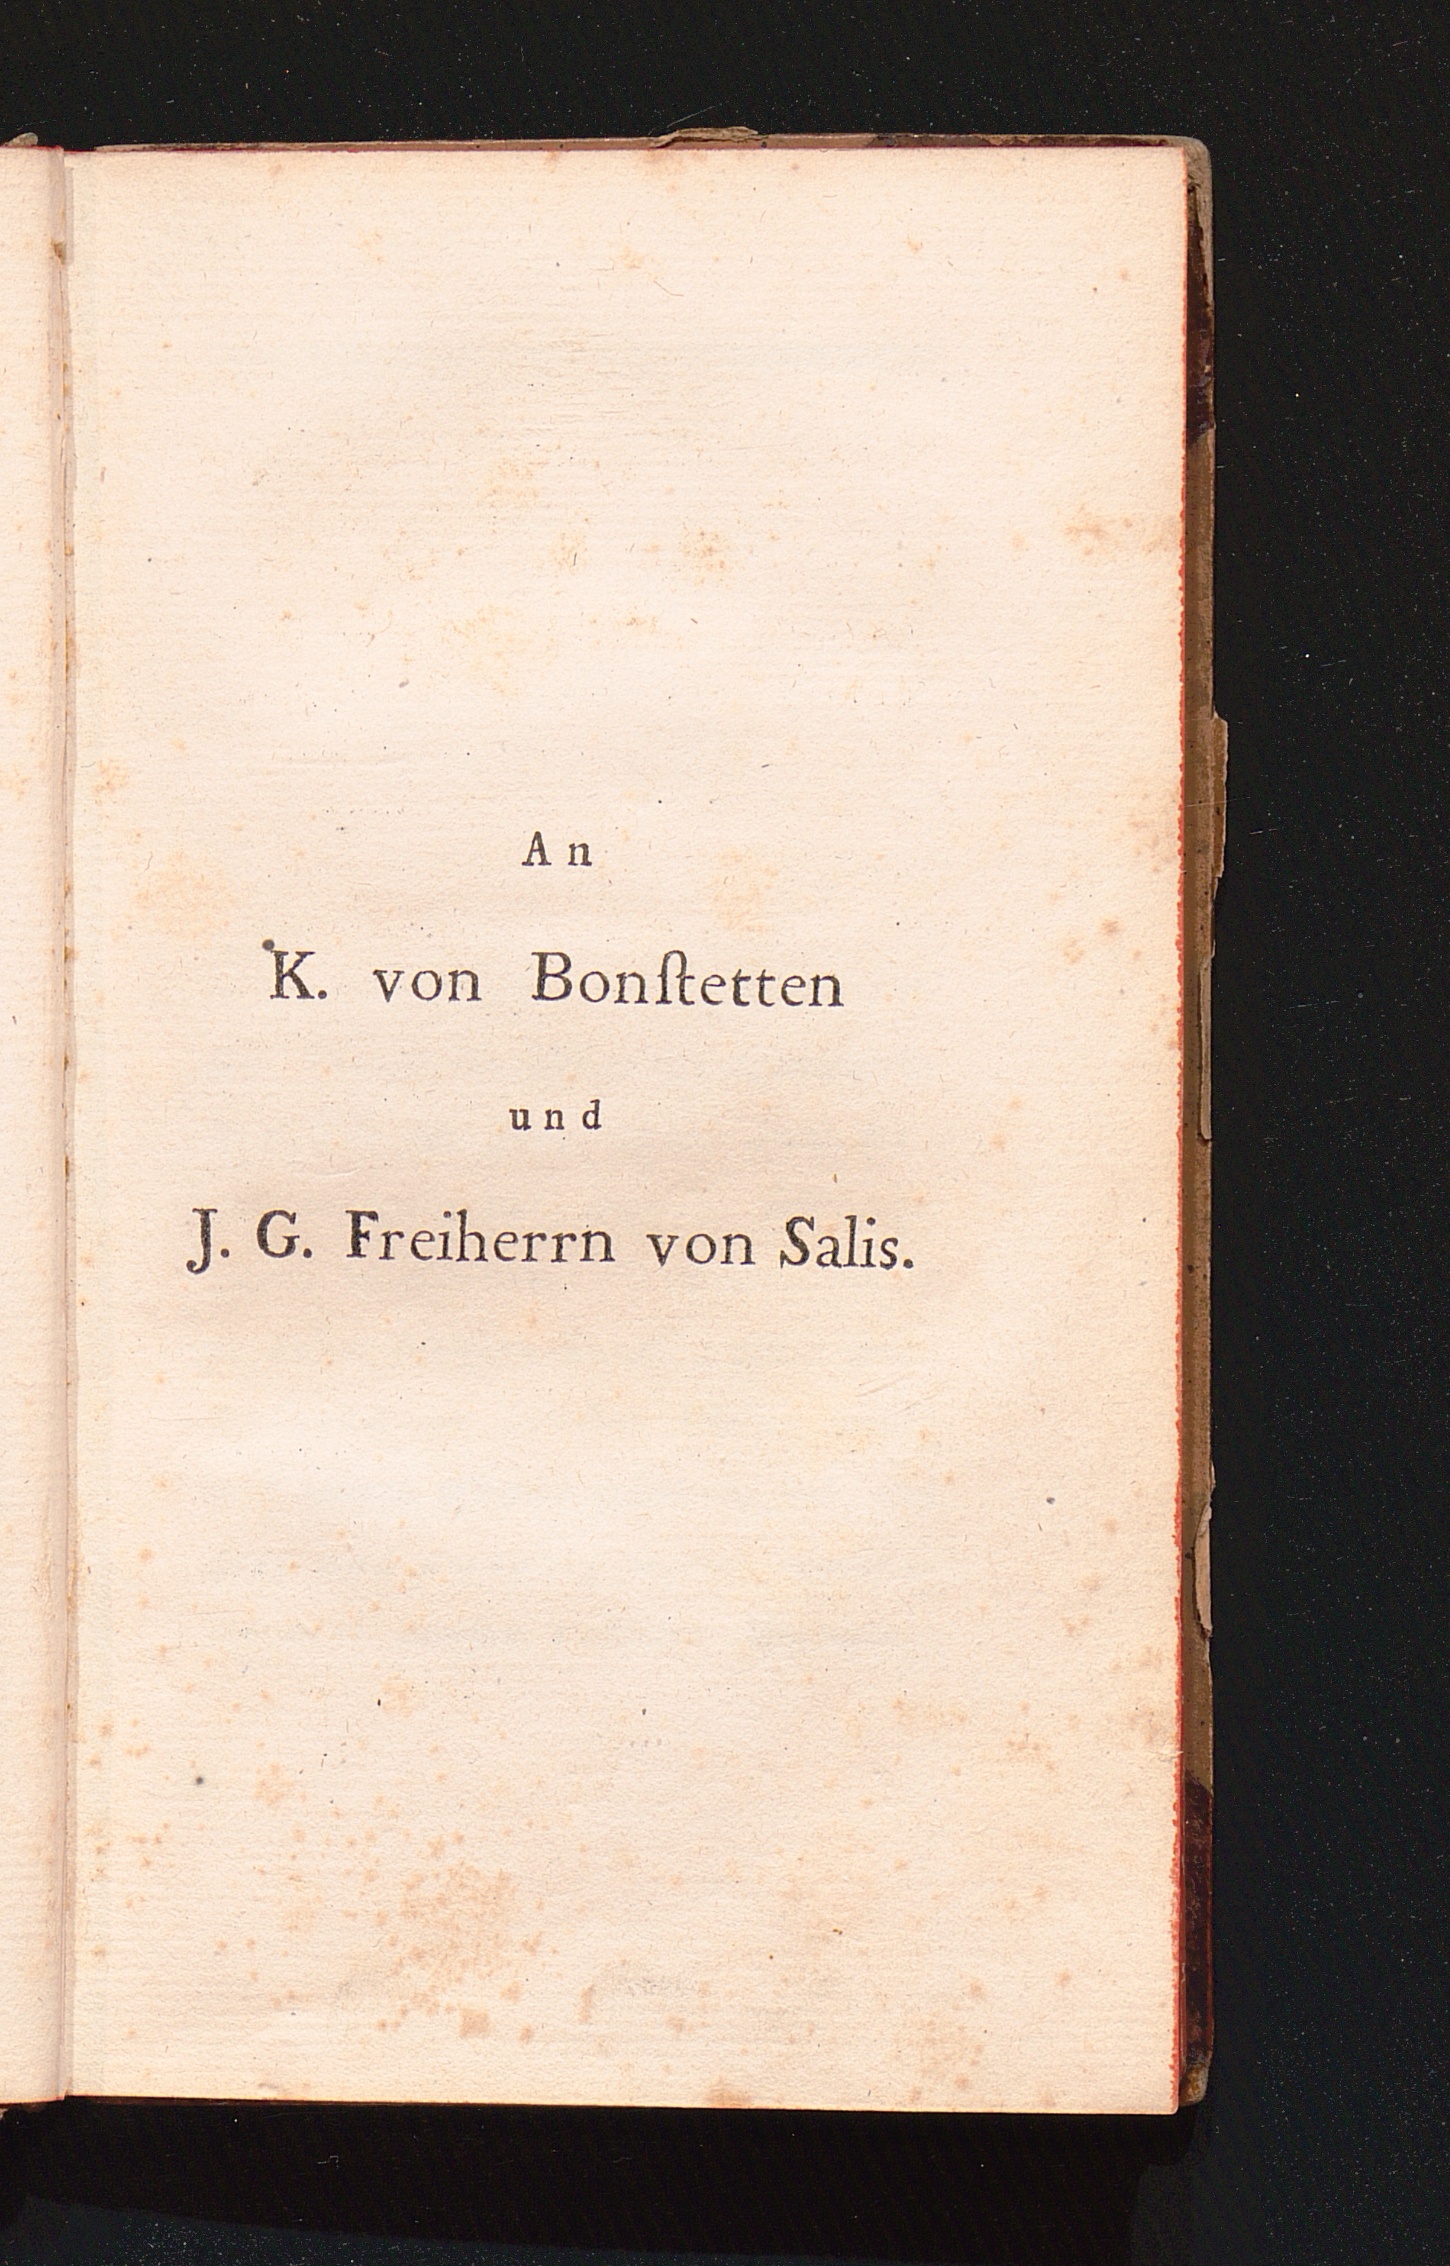 An
K. von Bonſtetten
und
J. G. Freiherrn von Salis.